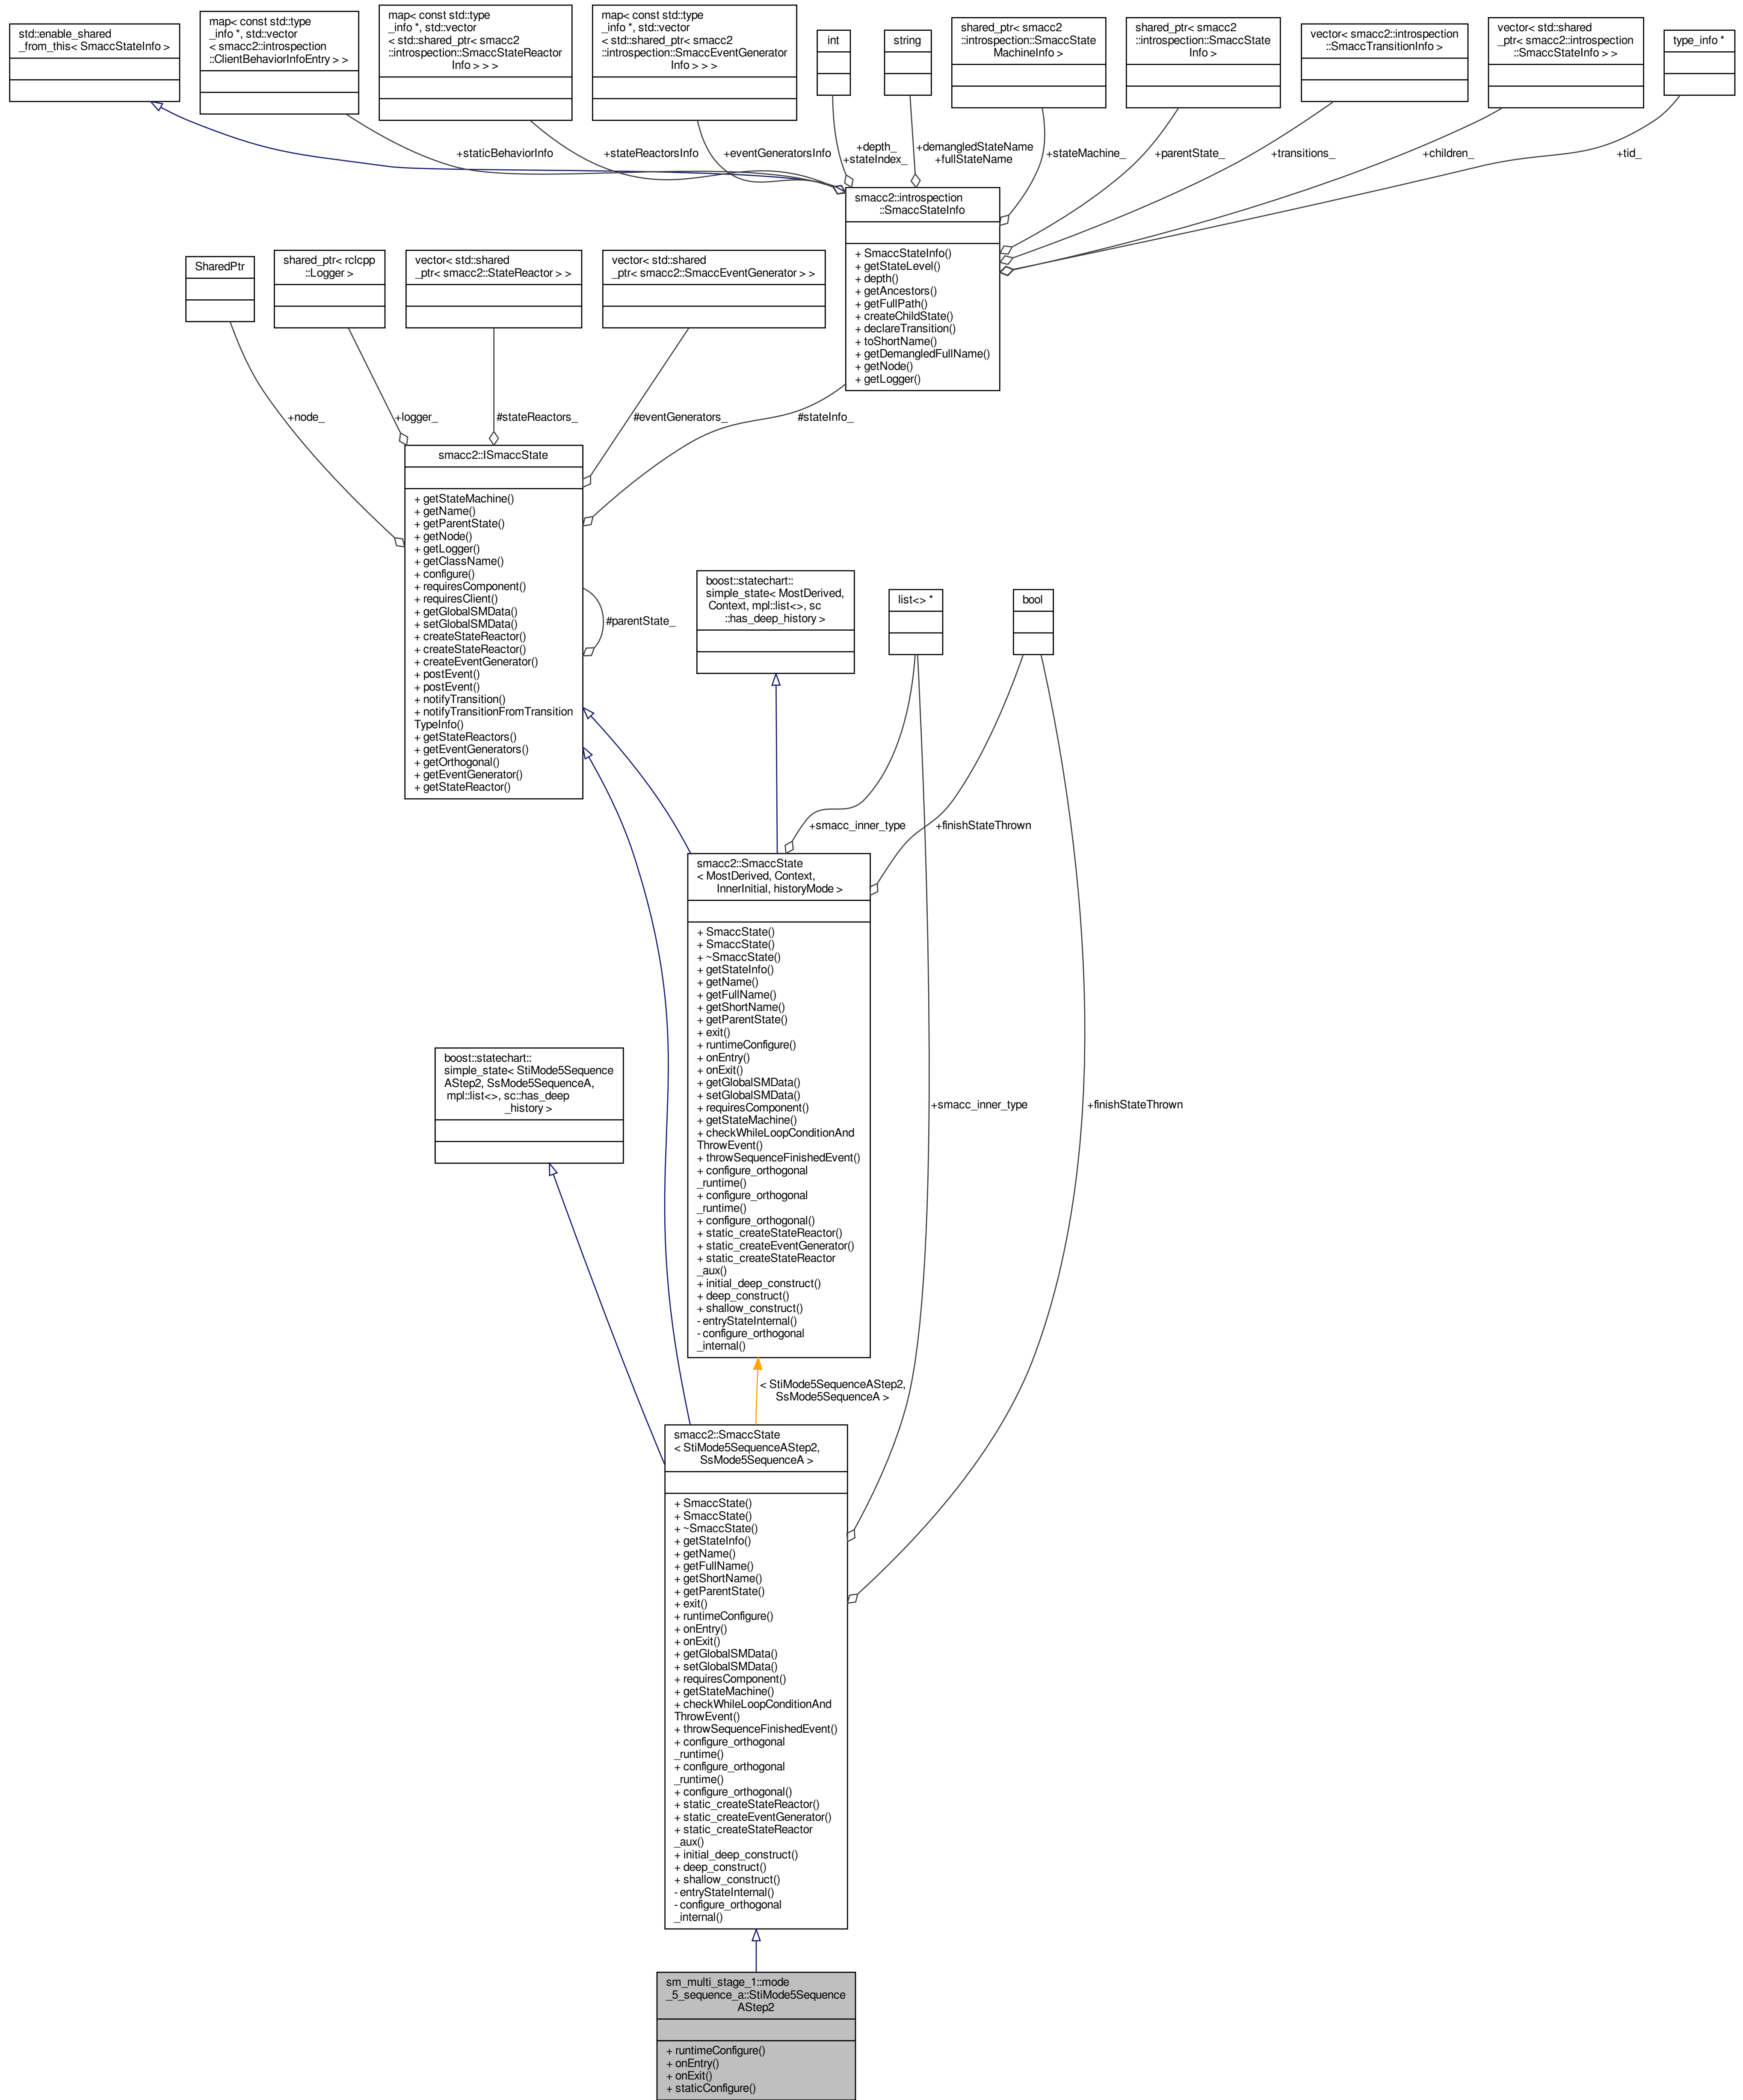 std::enable_shared
_from_this< SmaccStateInfo >
map< const std::type
_info *, std::vector
< smacc2::introspection
::ClientBehaviorInfoEntry > >
map< const std::type
_info *, std::vector
< std::shared_ptr< smacc2
::introspection::SmaccStateReactor
Info > > >
map< const std::type
_info *, std::vector
< std::shared_ptr< smacc2
::introspection::SmaccEventGenerator
Info > > >
int
string
shared_ptr< smacc2
::introspection::SmaccState
MachineInfo >
shared_ptr< smacc2
::introspection::SmaccState
Info >
vector< smacc2::introspection
::SmaccTransitionInfo >
vector< std::shared
_ptr< smacc2::introspection
::SmaccStateInfo > >
type_info *
+staticBehaviorInfo
+stateReactorsInfo
+eventGeneratorsInfo
+depth_
+stateIndex_
+demangledStateName
+fullStateName
+stateMachine_
+parentState_
+transitions_
+children_
+tid_
smacc2::introspection
::SmaccStateInfo
+ SmaccStateInfo()
+ getStateLevel()
+ depth()
+ getAncestors()
+ getFullPath()
+ createChildState()
+ declareTransition()
+ toShortName()
+ getDemangledFullName()
+ getNode()
+ getLogger()
SharedPtr
shared_ptr< rclcpp
::Logger >
vector< std::shared
_ptr< smacc2::StateReactor > >
vector< std::shared
_ptr< smacc2::SmaccEventGenerator > >
+node_
+logger_
#stateReactors_
#eventGenerators_
#stateInfo_
smacc2::ISmaccState
+ getStateMachine()
+ getName()
+ getParentState()
+ getNode()
+ getLogger()
+ getClassName()
+ configure()
+ requiresComponent()
+ requiresClient()
+ getGlobalSMData()
+ setGlobalSMData()
+ createStateReactor()
+ createStateReactor()
+ createEventGenerator()
+ postEvent()
+ postEvent()
+ notifyTransition()
+ notifyTransitionFromTransition
TypeInfo()
+ getStateReactors()
+ getEventGenerators()
+ getOrthogonal()
+ getEventGenerator()
+ getStateReactor()
#parentState_
boost::statechart::
simple_state< MostDerived,
Context, mpl::list<>, sc
::has_deep_history >
list<> *
bool
+smacc_inner_type
+finishStateThrown
smacc2::SmaccState
< MostDerived, Context,
InnerInitial, historyMode >
+ SmaccState()
+ SmaccState()
+ ~SmaccState()
+ getStateInfo()
+ getName()
+ getFullName()
+ getShortName()
+ getParentState()
+ exit()
+ runtimeConfigure()
+ onEntry()
+ onExit()
+ getGlobalSMData()
+ setGlobalSMData()
+ requiresComponent()
+ getStateMachine()
+ checkWhileLoopConditionAnd
ThrowEvent()
+ throwSequenceFinishedEvent()
+ configure_orthogonal
_runtime()
+ configure_orthogonal
_runtime()
+ configure_orthogonal()
+ static_createStateReactor()
+ static_createEventGenerator()
+ static_createStateReactor
_aux()
+ initial_deep_construct()
+ deep_construct()
+ shallow_construct()
- entryStateInternal()
- configure_orthogonal
_internal()
boost::statechart::
simple_state< StiMode5Sequence
AStep2, SsMode5SequenceA,
mpl::list<>, sc::has_deep
_history >
+smacc_inner_type
+finishStateThrown
< StiMode5SequenceAStep2,
SsMode5SequenceA >
smacc2::SmaccState
< StiMode5SequenceAStep2,
SsMode5SequenceA >
+ SmaccState()
+ SmaccState()
+ ~SmaccState()
+ getStateInfo()
+ getName()
+ getFullName()
+ getShortName()
+ getParentState()
+ exit()
+ runtimeConfigure()
+ onEntry()
+ onExit()
+ getGlobalSMData()
+ setGlobalSMData()
+ requiresComponent()
+ getStateMachine()
+ checkWhileLoopConditionAnd
ThrowEvent()
+ throwSequenceFinishedEvent()
+ configure_orthogonal
_runtime()
+ configure_orthogonal
_runtime()
+ configure_orthogonal()
+ static_createStateReactor()
+ static_createEventGenerator()
+ static_createStateReactor
_aux()
+ initial_deep_construct()
+ deep_construct()
+ shallow_construct()
- entryStateInternal()
- configure_orthogonal
_internal()
sm_multi_stage_1::mode
_5_sequence_a::StiMode5Sequence
AStep2
+ runtimeConfigure()
+ onEntry()
+ onExit()
+ staticConfigure()